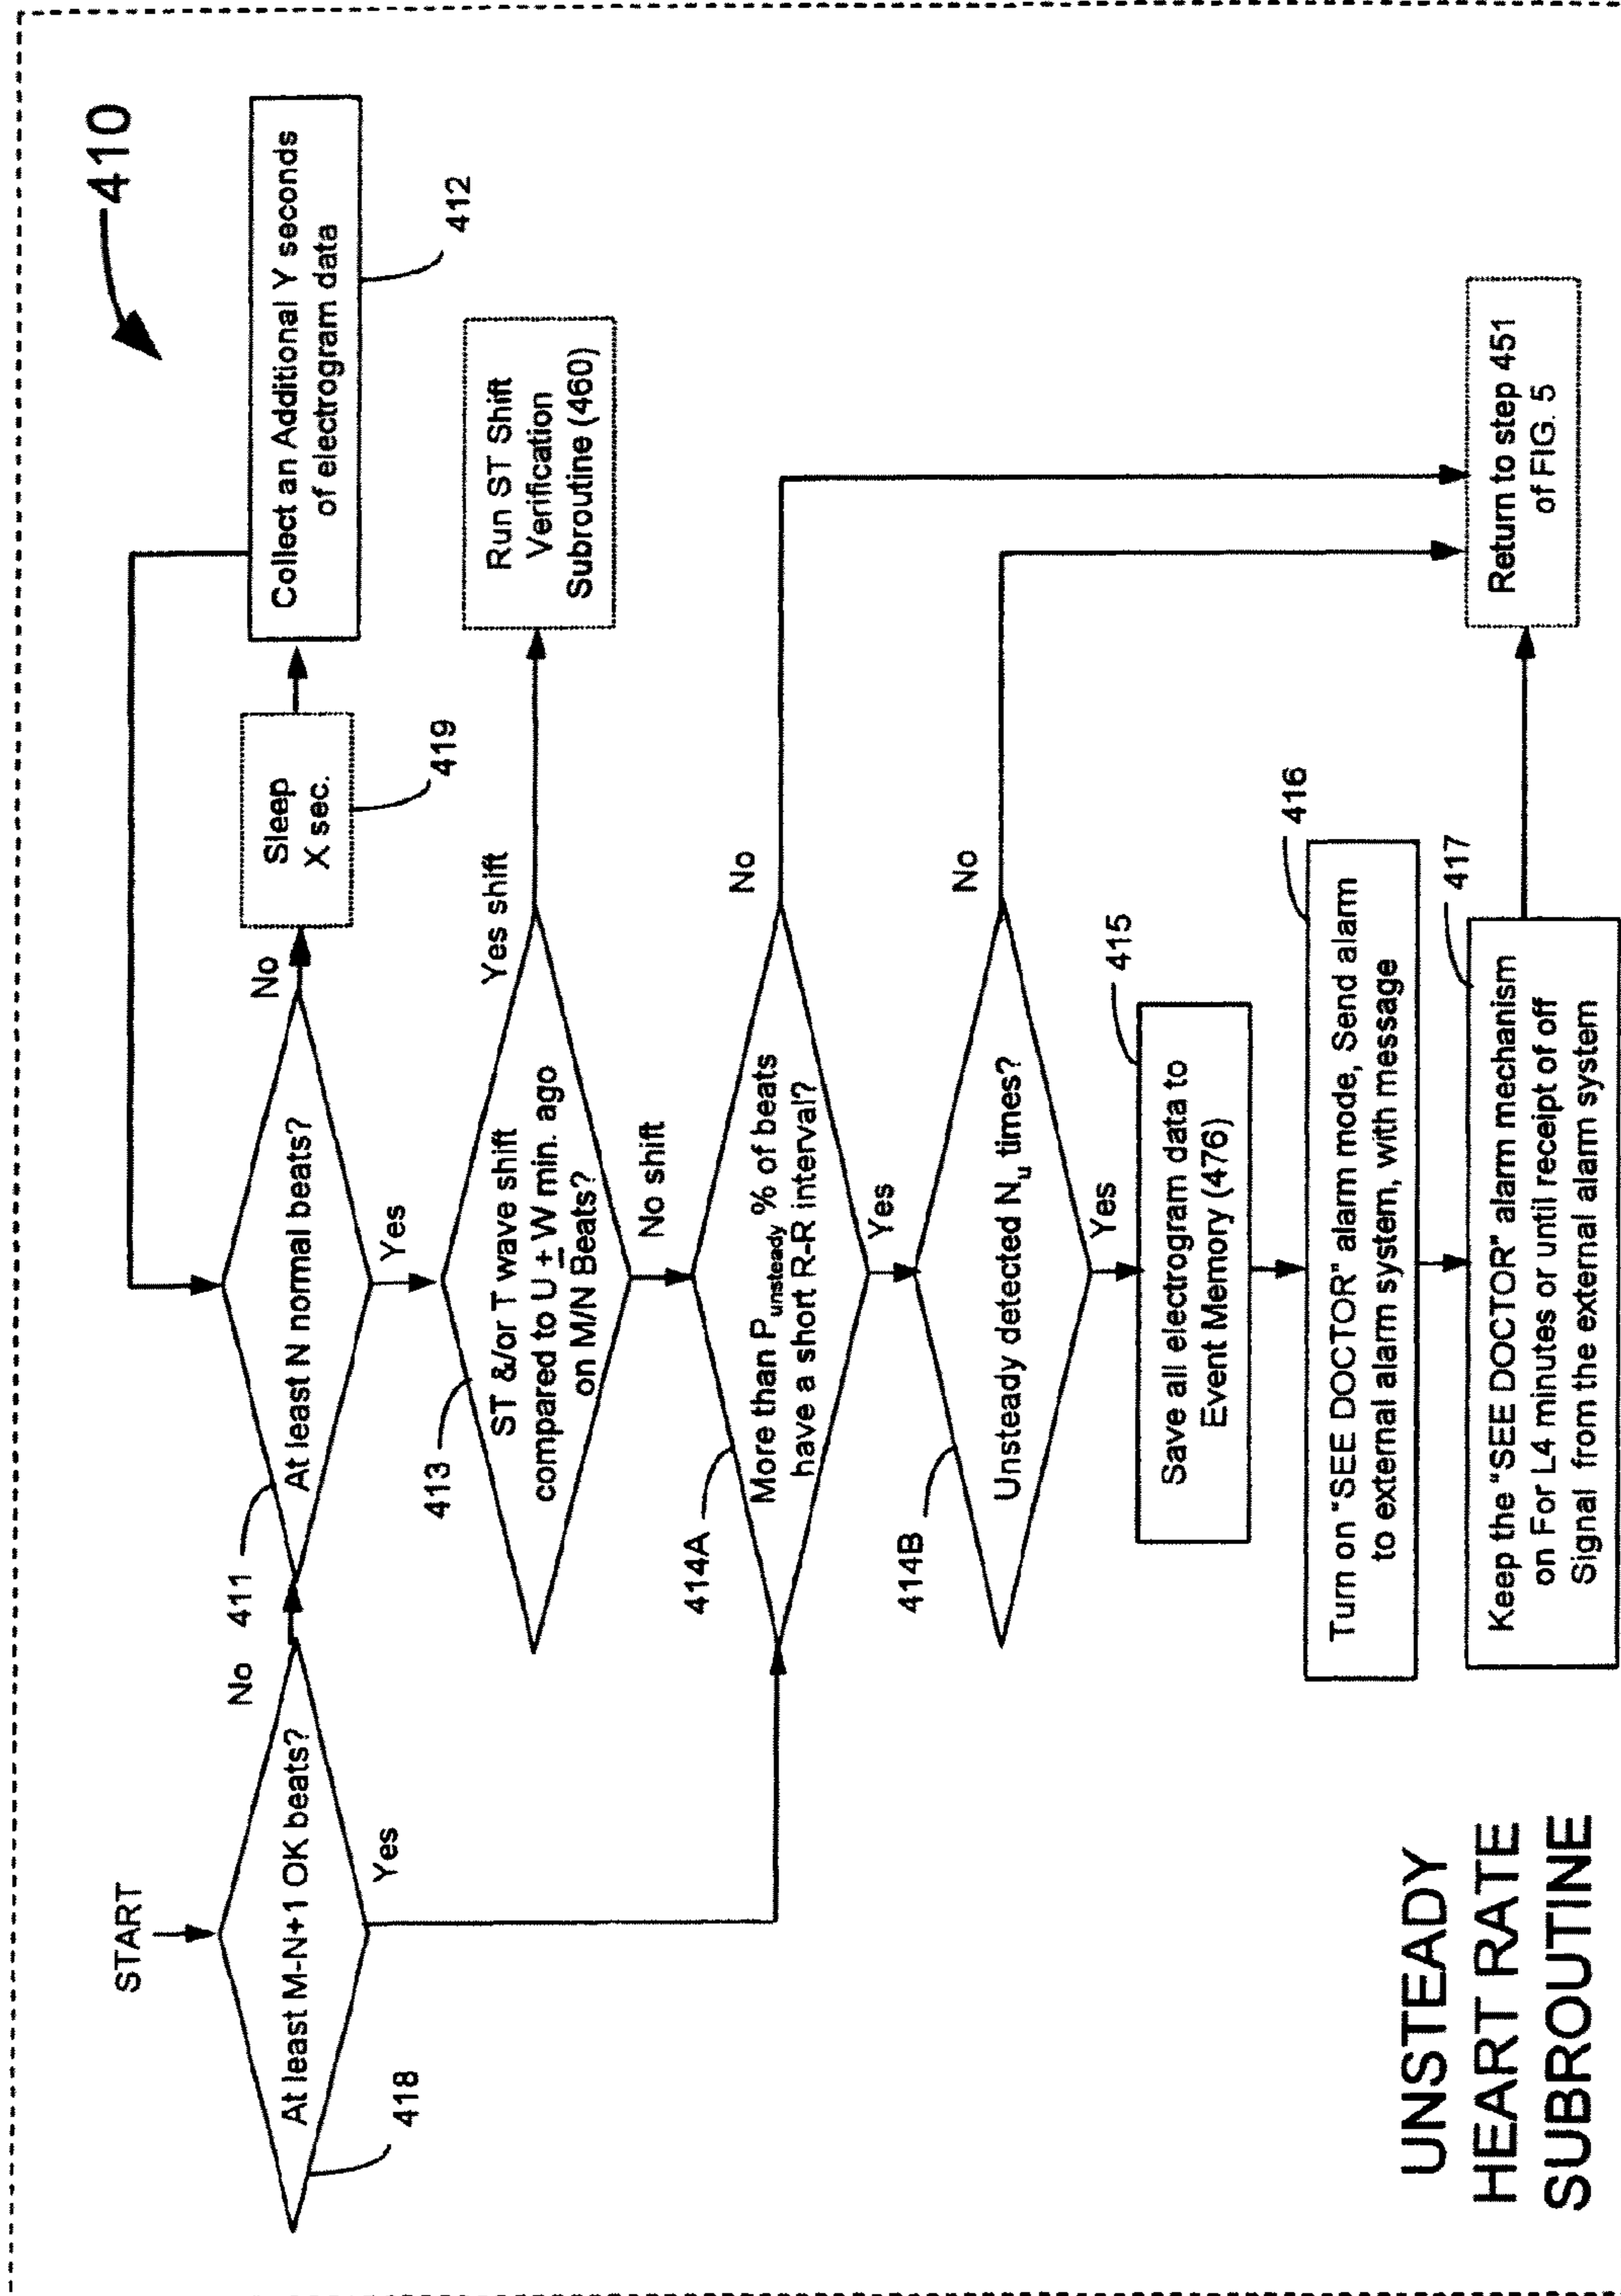 410
START
At least M-N+1 OK beats?
418
No
Yes
411
At least N normal beats?
No
Yes
Sleep
X sec.
419
Collect an Additional Y seconds
of electrogram data
412
413
ST &/or T wave shift
compared to U ± W min. ago
on M/N Beats?
Yes shift
No shift
Run ST Shift
Verification
Subroutine (460)
414A
More than Punsteady % of beats
have a short R-R interval?
No
Yes
414B
Unsteady detected Nu times?
No
Yes
415
Save all electrogram data to
Event Memory (476)
416
Turn on "SEE DOCTOR" alarm mode, Send alarm
to external alarm system, with message
417
Keep the "SEE DOCTOR" alarm mechanism
on For L4 minutes or until receipt of off
Signal from the external alarm system
Return to step 451
of FIG. 5
UNSTEADY
HEART RATE
SUBROUTINE